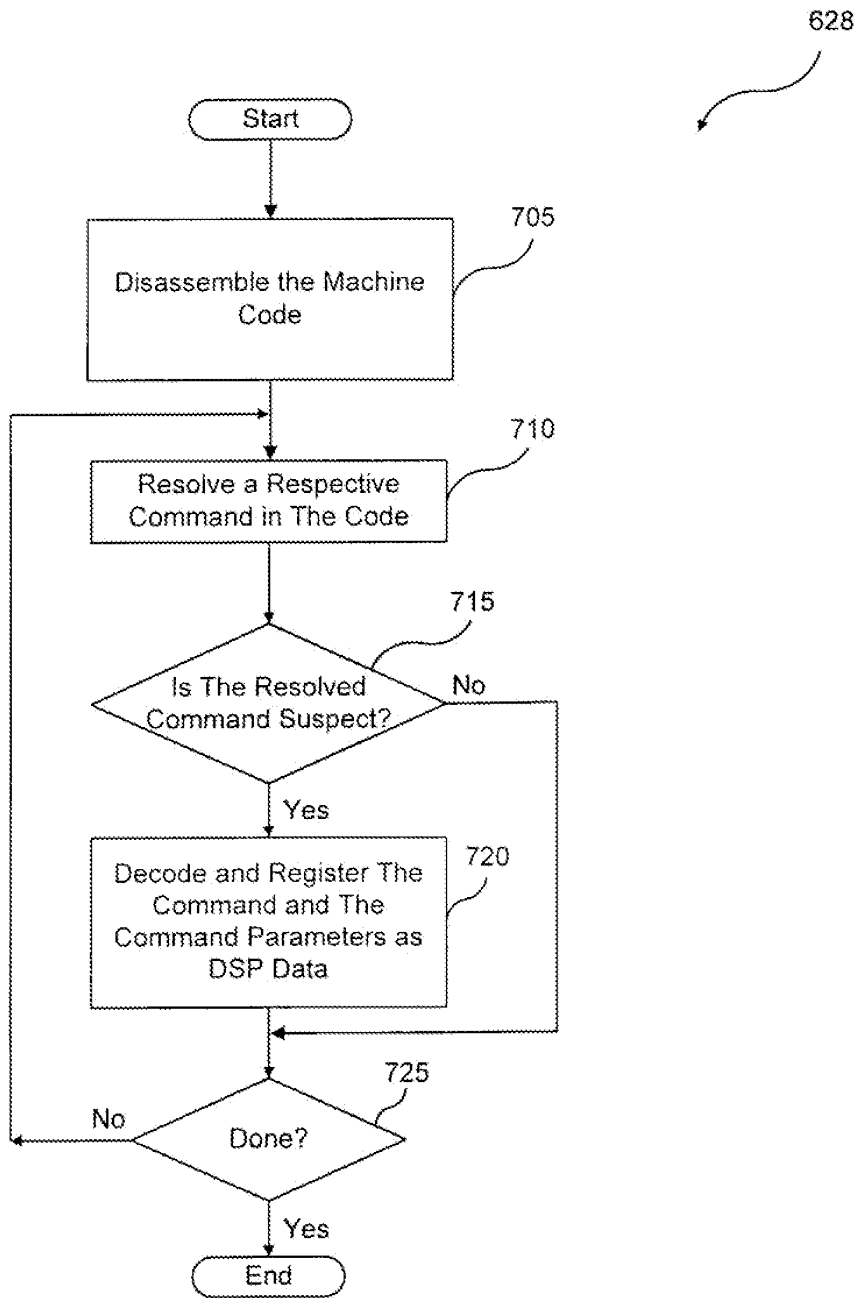 628
Start
705
Disassemble the Machine
Code
710
Resolve a Respective
Command in The Code
715
Is The Resolved
Command Suspect?
No
Yes
720
Decode and Register The
Command and The
Command Parameters as
DSP Data
725
No
Done?
Yes
End